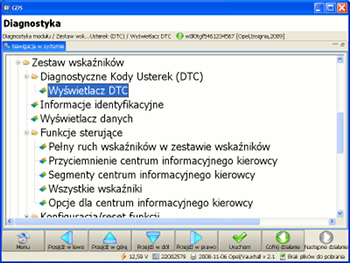 GDS
Diagnostyka
Diagnostyka modułu / Zestaw wsk...Usterek (DTC) / Wyświetlacz DTC
[Opel,Insignia,2009]
Nawigacja w systemie
Zestaw wskaźników
Diagnostyczne Kody Usterek (DTC)
Wyświetlacz DTC
Informacje identyfikacyjne
Wyświetlacz danych
Funkcje sterujące
Pełny ruch wskaźników w zestawie wskaźników
Przyciemnienie centrum informacyjnego kierowcy
Segmenty centrum informacyjnego kierowcy
Wszystkie wskaźniki
Opcje dla centrum informacyjnego kierowcy
Konfiguracja/reset funkcji
Menu Przejdź w lewo Przejdź w górę Przejdź w dół Przejdź w prawo Uruchom Cofnij działanie Następne działanie
12,59 V 22082579 2008-11-06 Opel/Vauxhall v 2.1 Brak plików do pobrania